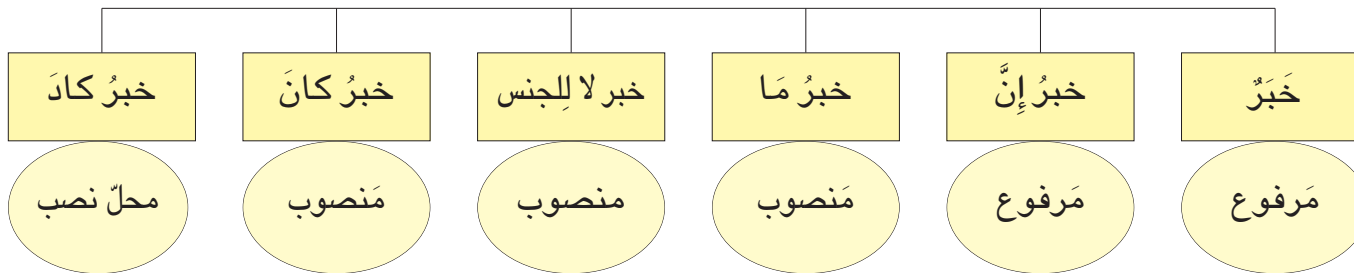 خَبَرٌ
خبرُ إِنَّ
خبرُ مَا
خبر لا لِلجنس
خبرُ كانَ
خبرُ كادَ
مَرفوع
مَرفوع
مَنصوب
منصوب
مَنصوب
محلّ نصب